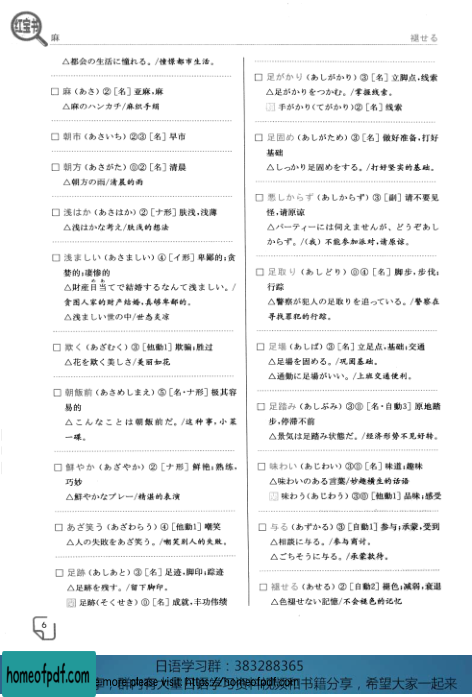 红宝书
麻
褪せる
△都会の生活に憧れる。/憧憬都市生活。
□ 麻（あさ）②［名］亚麻,麻
△麻のハンカチ/麻织手绢
□ 朝市（あさいち）②③［名］早市
□ 朝方（あさがた）⓪②［名］清晨
△朝方の雨/清晨的雨
□ 浅はか（あさはか）②［ナ形］肤浅,浅薄
△浅はかな考え/肤浅的想法
□ 浅ましい（あさましい）④［イ形］卑鄙的;贪
婪的;凄惨的
△財産目当てで結婚するなんて浅ましい。/
贪图人家的财产结婚,真够卑鄙的。
△浅ましい世の中/世态炎凉
□ 欺く（あざむく）③［他動1］欺骗;胜过
△花を欺く美しさ/美丽如花
□ 朝飯前（あさめしまえ）⑤［名·ナ形］极其容
易的
△こんなことは朝飯前だ。/这种事,小菜
一碟。
□ 鮮やか（あざやか）②［ナ形］鲜艳;熟练,
巧妙
△鮮やかなプレー/精湛的表演
□ あざ笑う（あざわらう）④［他動1］嘲笑
△人の失敗をあざ笑う。/嘲笑别人的失败。
□ 足跡（あしあと）③［名］足迹,脚印;踪迹
△足跡を残す。/留下脚印。
足跡(そくせき)⓪［名］成就,丰功伟绩
□ 足がかり（あしがかり）③［名］立脚点,线索
△足がかりをつかむ。/掌握线索。
手がかり(てがかり)②［名］线索
□ 足固め（あしがため）③［名］做好准备,打好
基础
△しっかり足固めをする。/打好坚实的基础。
□ 悪しからず（あしからず）③［副］请不要见
怪,请原谅
△パーティーには伺えませんが、どうぞあし
からず。/(我)不能参加派对,请原谅。
□ 足取り（あしどり）⓪④［名］脚步,步伐;
行踪
△警察が犯人の足取りを追っている。/警察在
寻找罪犯的行踪。
□ 足場（あしば）③［名］立足点,基础;交通
△足場を固める。/巩固基础。
△通勤に足場がいい。/上班交通便利。
□ 足踏み（あしぶみ）③⓪［名·自動3］原地踏
步,停滞不前
△景気は足踏み状態だ。/经济形势不见好转。
□ 味わい（あじわい）③⓪［名］味道;趣味
△味わいのある言葉/妙趣横生的话语
味わう(あじわう)③⓪［他動1］品味;感受
□ 与る（あずかる）③［自動1］参与;承蒙,受到
△相談に与る。/参与商讨。
△ごちそうに与る。/承蒙款待。
□ 褪せる（あせる）②［自動2］褪色;减弱,衰退
△色褪せない記憶/不会褪色的记忆
6
日语学习群：383288365
homeofpdf.com
more please visit: https://homeofpdf.com
书籍分享，希望大家一起来